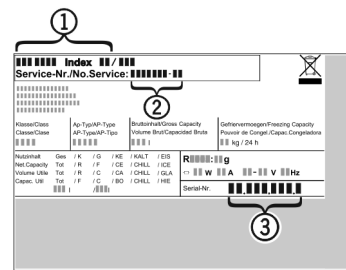 1
Index / /
Service-Nr./No.Service: -
2
Klasse/Class
Classe/Clase
Ap-Typ/AP-Type
AP-Type/AP-Tipo
Bruttoinhalt/Gross Capacity
Volume Brut/Capacidad Bruta
l
Gefriervermoegen/Freezing Capacity
Pouvoir de Congel./Capac.Congeladora
kg / 24 h
Nutzinhalt Ges / K / G / KE / KALT / EIS
Net.Capacity Tot / R / F / CE / CHILL / ICE
Volume Utile Tot / R / C / CA / CHILL / GLA
Capac. Util Tot / F / C / BO / CHILL / HIE
l / l
R : g
W A - V Hz
Serial-Nr. . . .
3